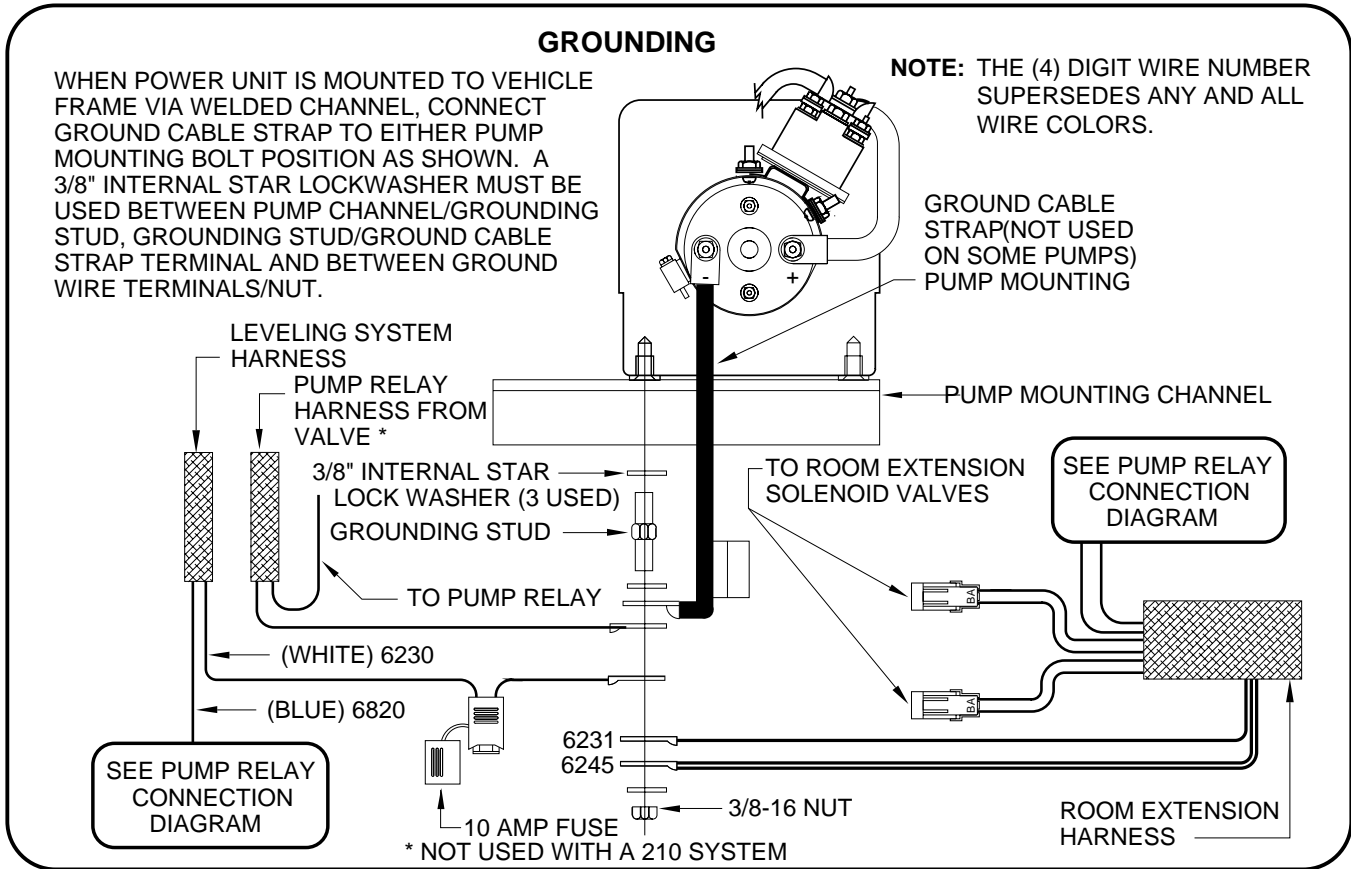 GROUNDING
WHEN POWER UNIT IS MOUNTED TO VEHICLE
FRAME VIA WELDED CHANNEL, CONNECT
GROUND CABLE STRAP TO EITHER PUMP
MOUNTING BOLT POSITION AS SHOWN.  A
3/8" INTERNAL STAR LOCKWASHER MUST BE
USED BETWEEN PUMP CHANNEL/GROUNDING
STUD, GROUNDING STUD/GROUND CABLE
STRAP TERMINAL AND BETWEEN GROUND
WIRE TERMINALS/NUT.
NOTE: THE (4) DIGIT WIRE NUMBER
SUPERSEDES ANY AND ALL
WIRE COLORS.
GROUND CABLE
STRAP(NOT USED
ON SOME PUMPS)
PUMP MOUNTING
- +
LEVELING SYSTEM
HARNESS
PUMP RELAY
HARNESS FROM
VALVE *
PUMP MOUNTING CHANNEL
3/8" INTERNAL STAR
LOCK WASHER (3 USED)
GROUNDING STUD
TO ROOM EXTENSION
SOLENOID VALVES
SEE PUMP RELAY
CONNECTION
DIAGRAM
TO PUMP RELAY
BA
(WHITE) 6230
(BLUE) 6820
BA
6231
6245
SEE PUMP RELAY
CONNECTION
DIAGRAM
3/8-16 NUT
ROOM EXTENSION
HARNESS
10 AMP FUSE
* NOT USED WITH A 210 SYSTEM